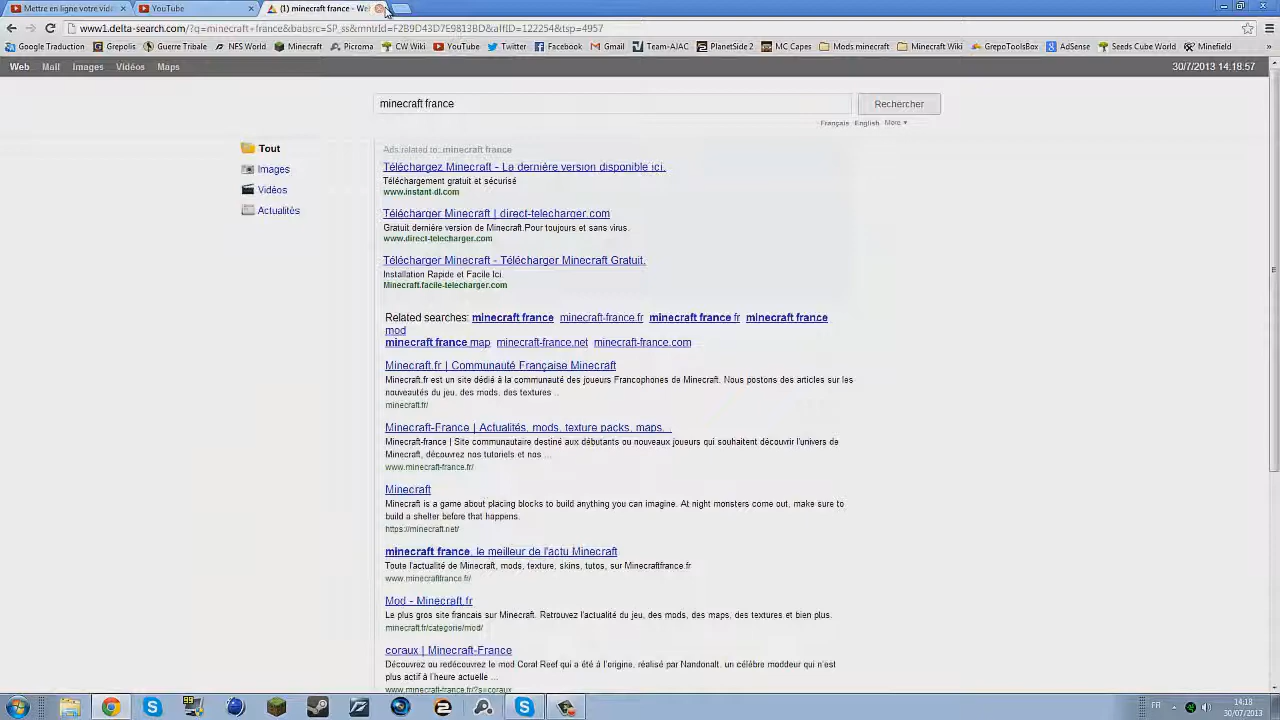 Mettre en ligne votre vidé
YouTube
(1) minecraft france - We
www1.delta-search.com/?q=minecraft+france&babsrc=SP_ss&mntrId=F2B9D43D7E9813BD&affID=122254&tsp=4957
Google Traduction Grepolis Guerre Tribale NFS World Minecraft Picroma CW Wiki YouTube Twitter Facebook Gmail Team-AJAC PlanetSide 2 MC Capes Mods minecraft Minecraft Wiki GrepoToolsBox AdSense Seeds Cube World Minefield »
Web Mail Images Vidéos Maps 30/7/2013 14:18:57
minecraft france Rechercher
Français English More ▾
Tout
Images
Vidéos
Actualités
Ads related to: minecraft france
Téléchargez Minecraft - La dernière version disponible ici.
Téléchargement gratuit et sécurisé
www.instant-dl.com
Télécharger Minecraft | direct-telecharger.com
Gratuit dernière version de Minecraft.Pour toujours et sans virus.
www.direct-telecharger.com
Télécharger Minecraft - Télécharger Minecraft Gratuit.
Installation Rapide et Facile Ici.
Minecraft.facile-telecharger.com
Related searches: minecraft france minecraft-france.fr minecraft france fr minecraft france
mod
minecraft france map minecraft-france.net minecraft-france.com
Minecraft.fr | Communauté Française Minecraft
Minecraft.fr est un site dédié à la communauté des joueurs Francophones de Minecraft. Nous postons des articles sur les
nouveautés du jeu, des mods, des textures ..
minecraft.fr/
Minecraft-France | Actualités, mods, texture packs, maps...
Minecraft-france | Site communautaire destiné aux débutants ou nouveaux joueurs qui souhaitent découvrir l'univers de
Minecraft, découvrez nos tutoriels et nos ...
www.minecraft-france.fr/
Minecraft
Minecraft is a game about placing blocks to build anything you can imagine. At night monsters come out, make sure to
build a shelter before that happens.
https://minecraft.net/
minecraft france, le meilleur de l'actu Minecraft
Toute l'actualité de Minecraft, mods, texture, skins, tutos, sur Minecraftfrance.fr
www.minecraftfrance.fr/
Mod - Minecraft.fr
Le plus gros site francais sur Minecraft. Retrouvez l'actualité du jeu, des mods, des maps, des textures et bien plus.
minecraft.fr/categorie/mod/
coraux | Minecraft-France
Découvrez ou redécouvrez le mod Coral Reef qui a été à l'origine, réalisé par Nandonalt, un célèbre moddeur qui n'est
plus actif à l'heure actuelle ...
www.minecraft-france.fr/?s=coraux
FR 14:18
30/07/2013